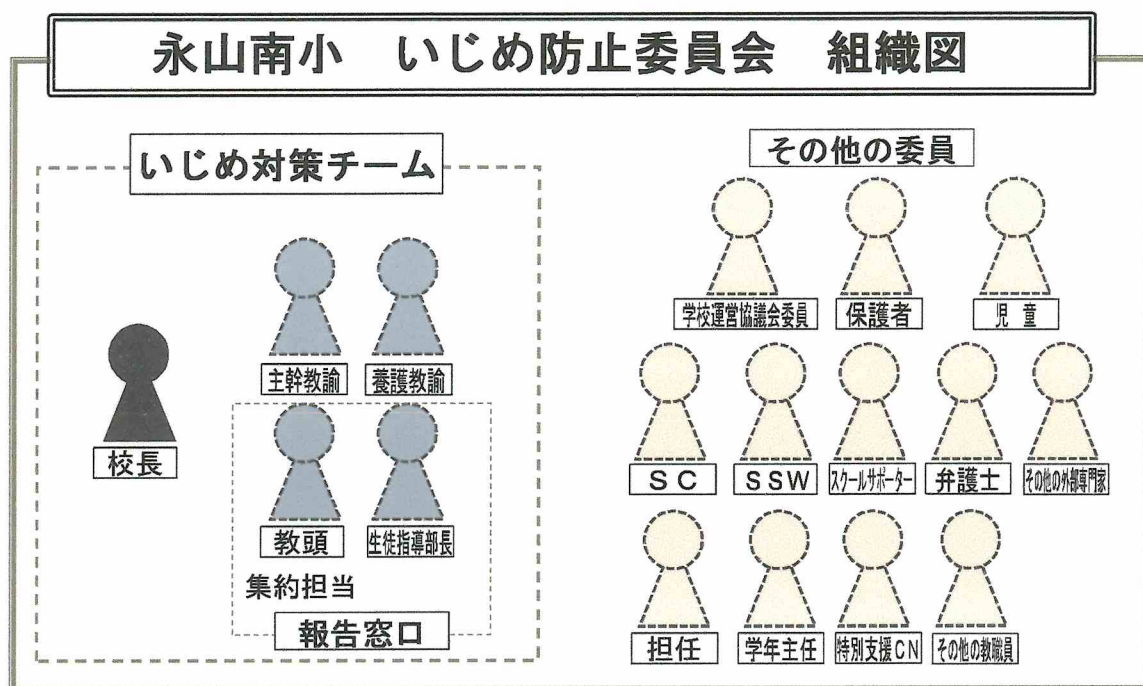 永山南小　いじめ防止委員会　組織図
いじめ対策チーム
校長
主幹教諭
養護教諭
教頭
生徒指導部長
集約担当
報告窓口
その他の委員
学校運営協議会委員
保護者
児童
ＳＣ
ＳＳＷ
スクールサポーター
弁護士
その他の外部専門家
担任
学年主任
特別支援ＣＮ
その他の教職員